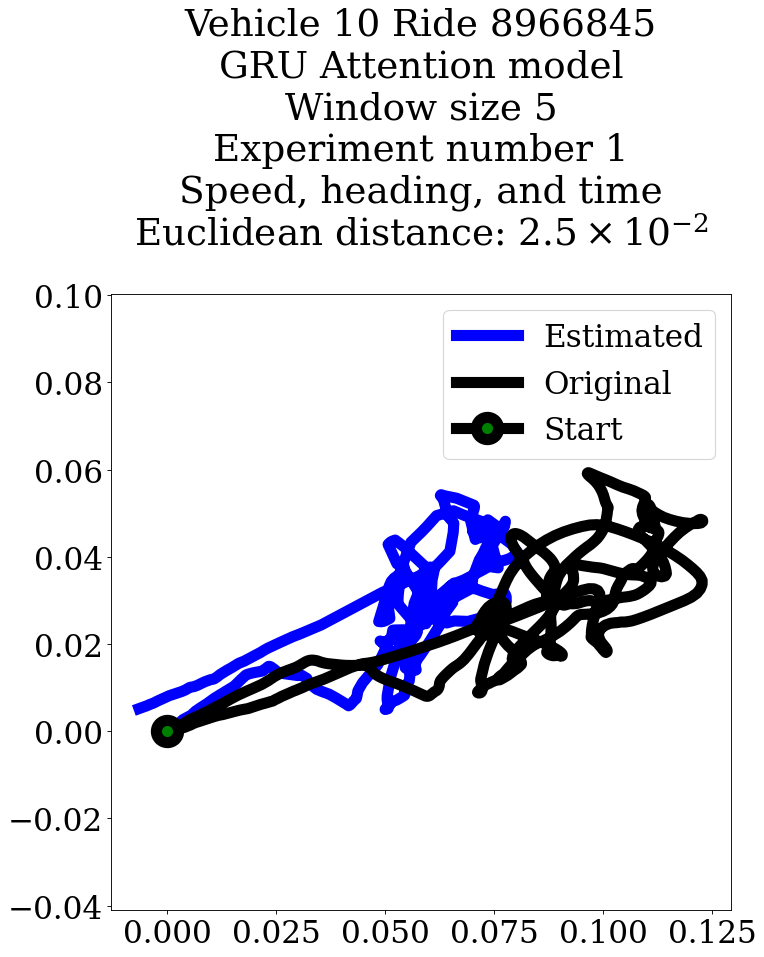 Vehicle 10 Ride 8966845
GRU Attention model
Window size 5
Experiment number 1
Speed, heading, and time
Euclidean distance: 2.5 × 10⁻²
Estimated
Original
Start
0.10
0.08
0.06
0.04
0.02
0.00
−0.02
−0.04
0.000 0.025 0.050 0.075 0.100 0.125